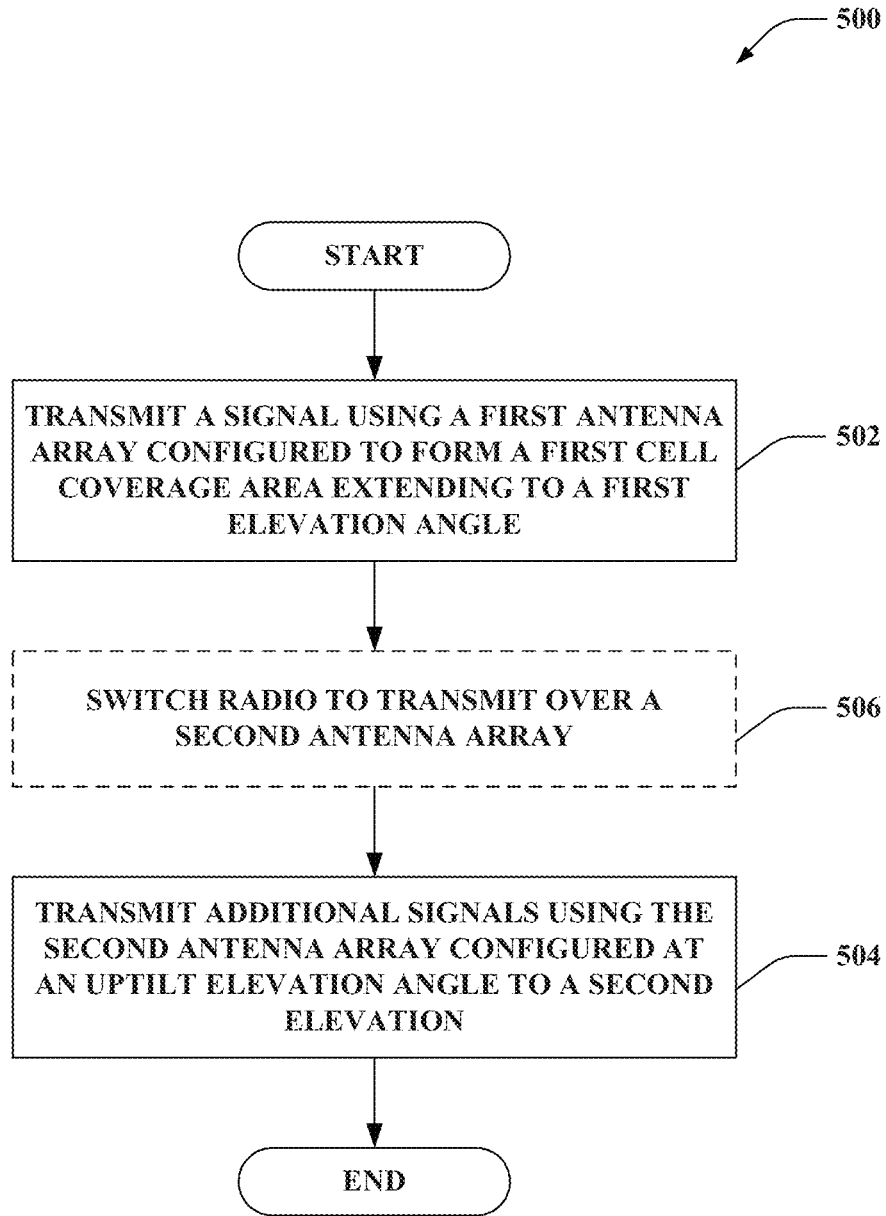 500
START
TRANSMIT A SIGNAL USING A FIRST ANTENNA
ARRAY CONFIGURED TO FORM A FIRST CELL
COVERAGE AREA EXTENDING TO A FIRST
ELEVATION ANGLE
502
SWITCH RADIO TO TRANSMIT OVER A
SECOND ANTENNA ARRAY
506
TRANSMIT ADDITIONAL SIGNALS USING THE
SECOND ANTENNA ARRAY CONFIGURED AT
AN UPTILT ELEVATION ANGLE TO A SECOND
ELEVATION
504
END